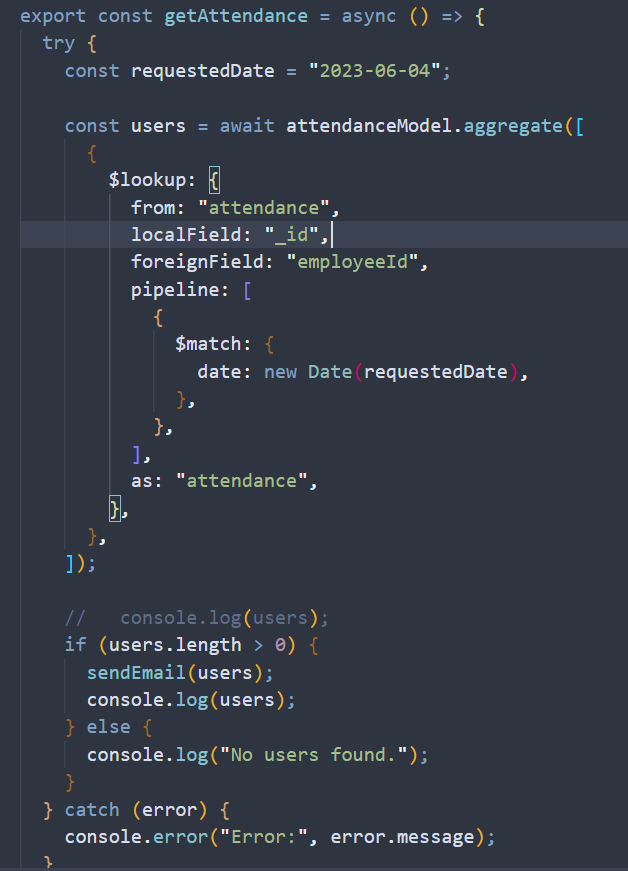 export const getAttendance = async () => {
try {
const requestedDate = "2023-06-04";
const users = await attendanceModel.aggregate([
{
$lookup: {
from: "attendance",
localField: "_id",
foreignField: "employeeId",
pipeline: [
{
$match: {
date: new Date(requestedDate),
},
},
],
as: "attendance",
},
},
]);
//   console.log(users);
if (users.length > 0) {
sendEmail(users);
console.log(users);
} else {
console.log("No users found.");
}
} catch (error) {
console.error("Error:", error.message);
}